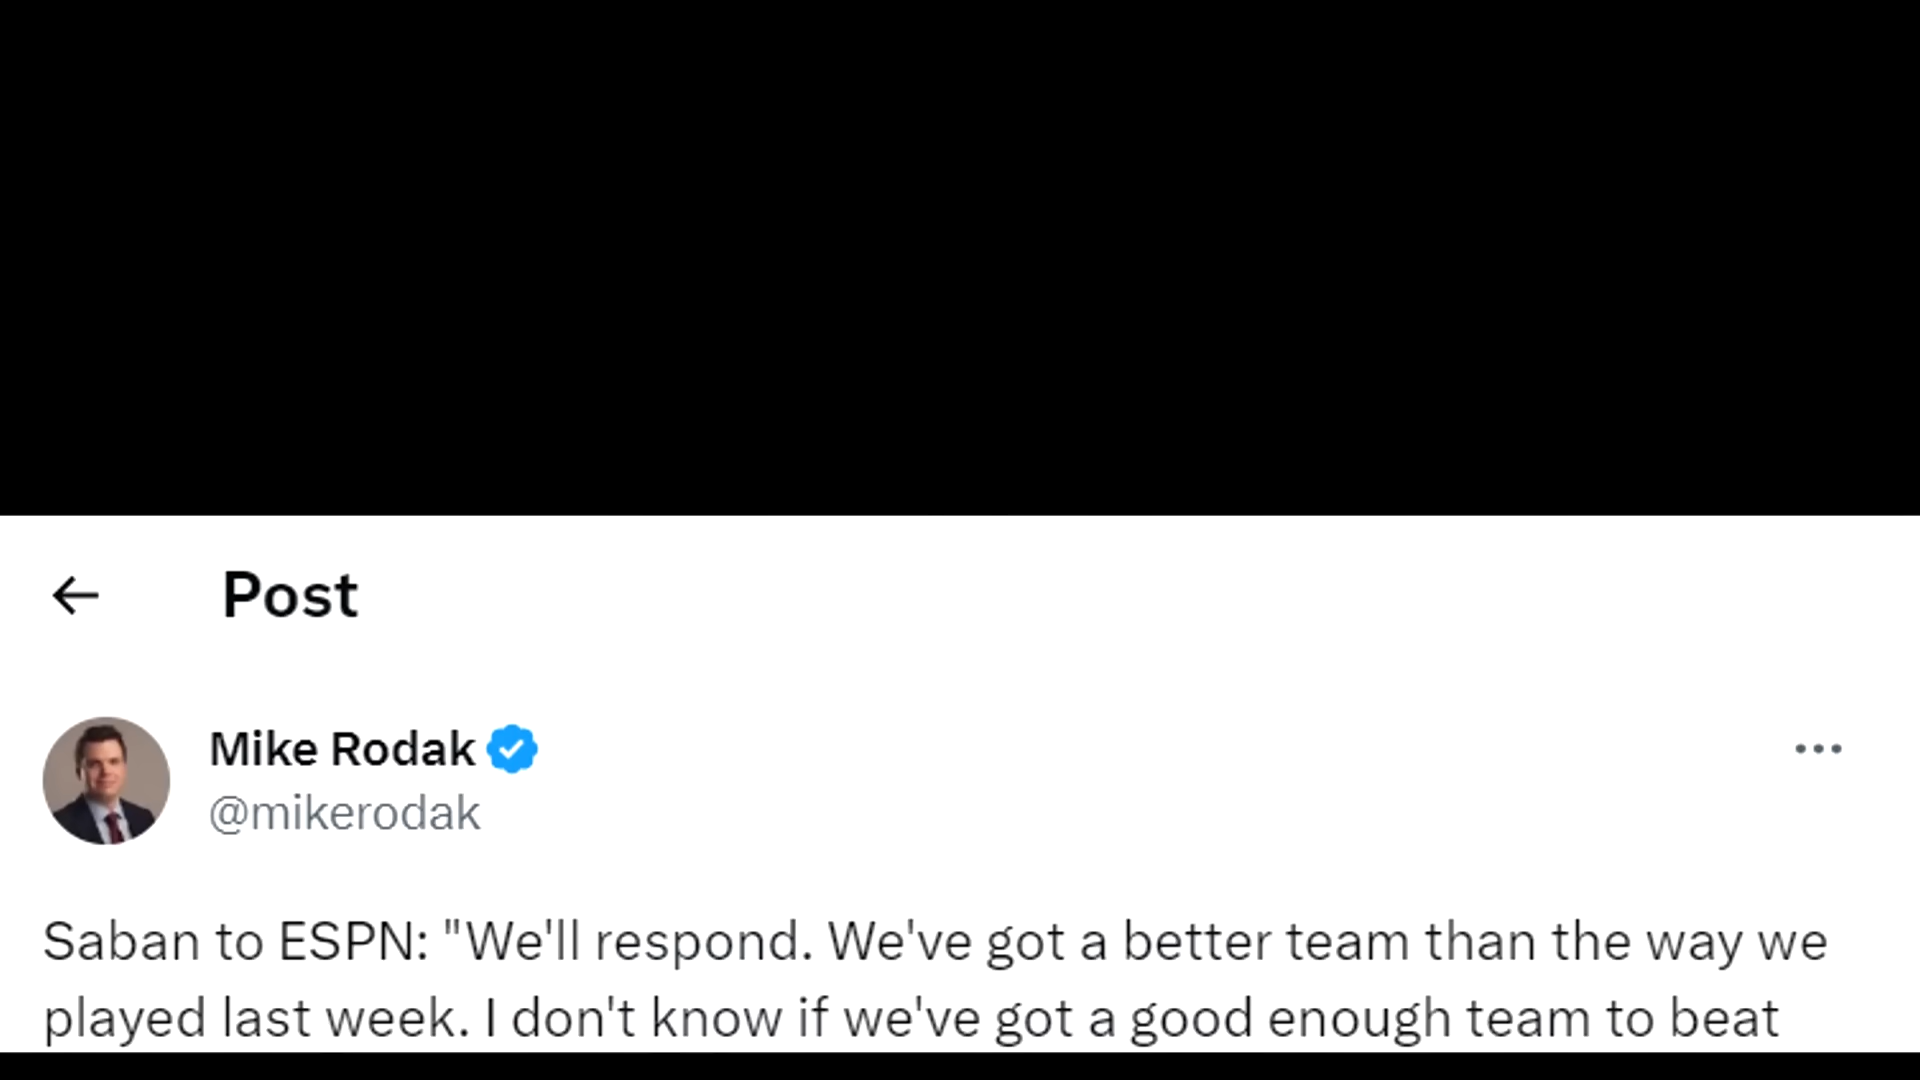 Post
Mike Rodak
@mikerodak
Saban to ESPN: "We'll respond. We've got a better team than the way we
played last week. I don't know if we've got a good enough team to beat